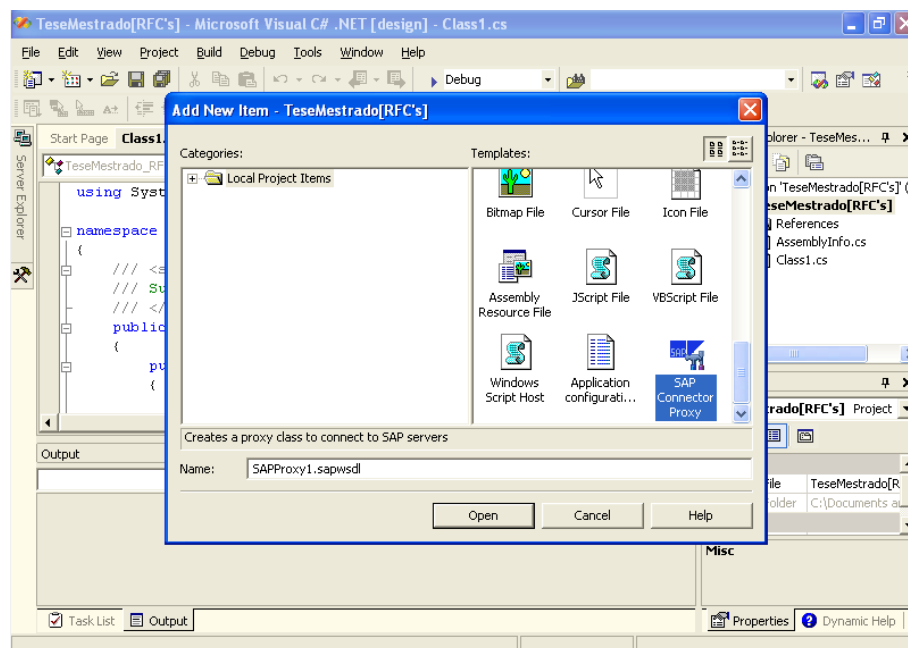 TeseMestrado[RFC's] - Microsoft Visual C# .NET [design] - Class1.cs
File Edit View Project Build Debug Tools Window Help
Debug
Add New Item - TeseMestrado[RFC's]
Start Page Class1.
plorer - TeseMes...
Server Explorer
Categories:
Templates:
TeseMestrado_RF
Local Project Items
using Syst
namespace
{
/// <s
/// Su
/// </
public
{
pu
{
Bitmap File Cursor File Icon File
Assembly Resource File
JScript File VBScript File
Windows Script Host
Application configurati...
SAP
SAP Connector Proxy
on 'TeseMestrado[RFC's]' (
eseMestrado[RFC's]
References
AssemblyInfo.cs
Class1.cs
Creates a proxy class to connect to SAP servers
Name: SAPProxy1.sapwsdl
Open Cancel Help
Output
trado[RFC's] Project
ile TeseMestrado[R
older C:\Documents a
Misc
Task List Output
Properties Dynamic Help